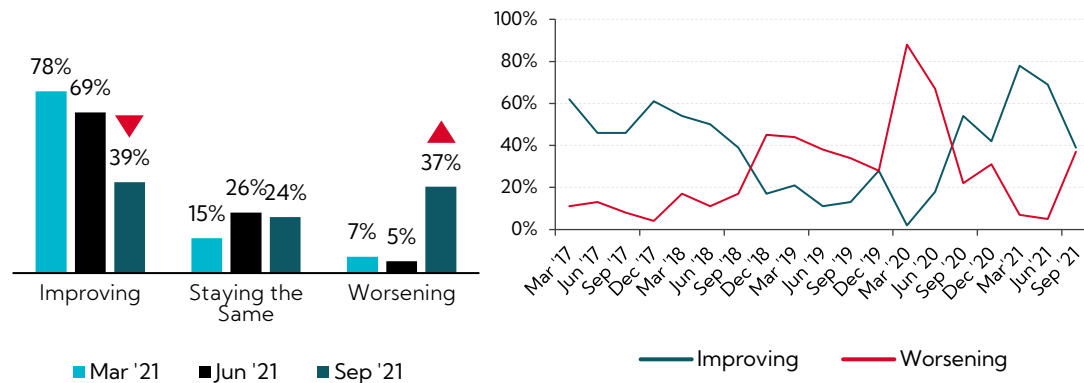 78%
69%
39%
15%
26%
24%
7%
5%
37%
Improving
Staying the
Same
Worsening
Mar '21
Jun '21
Sep '21
100%
80%
60%
40%
20%
0%
Mar '17
Jun '17
Sep '17
Dec '17
Mar '18
Jun '18
Sep '18
Dec '18
Mar '19
Jun '19
Sep '19
Dec '19
Mar '20
Jun '20
Sep '20
Dec '20
Mar '21
Jun '21
Sep '21
Improving
Worsening